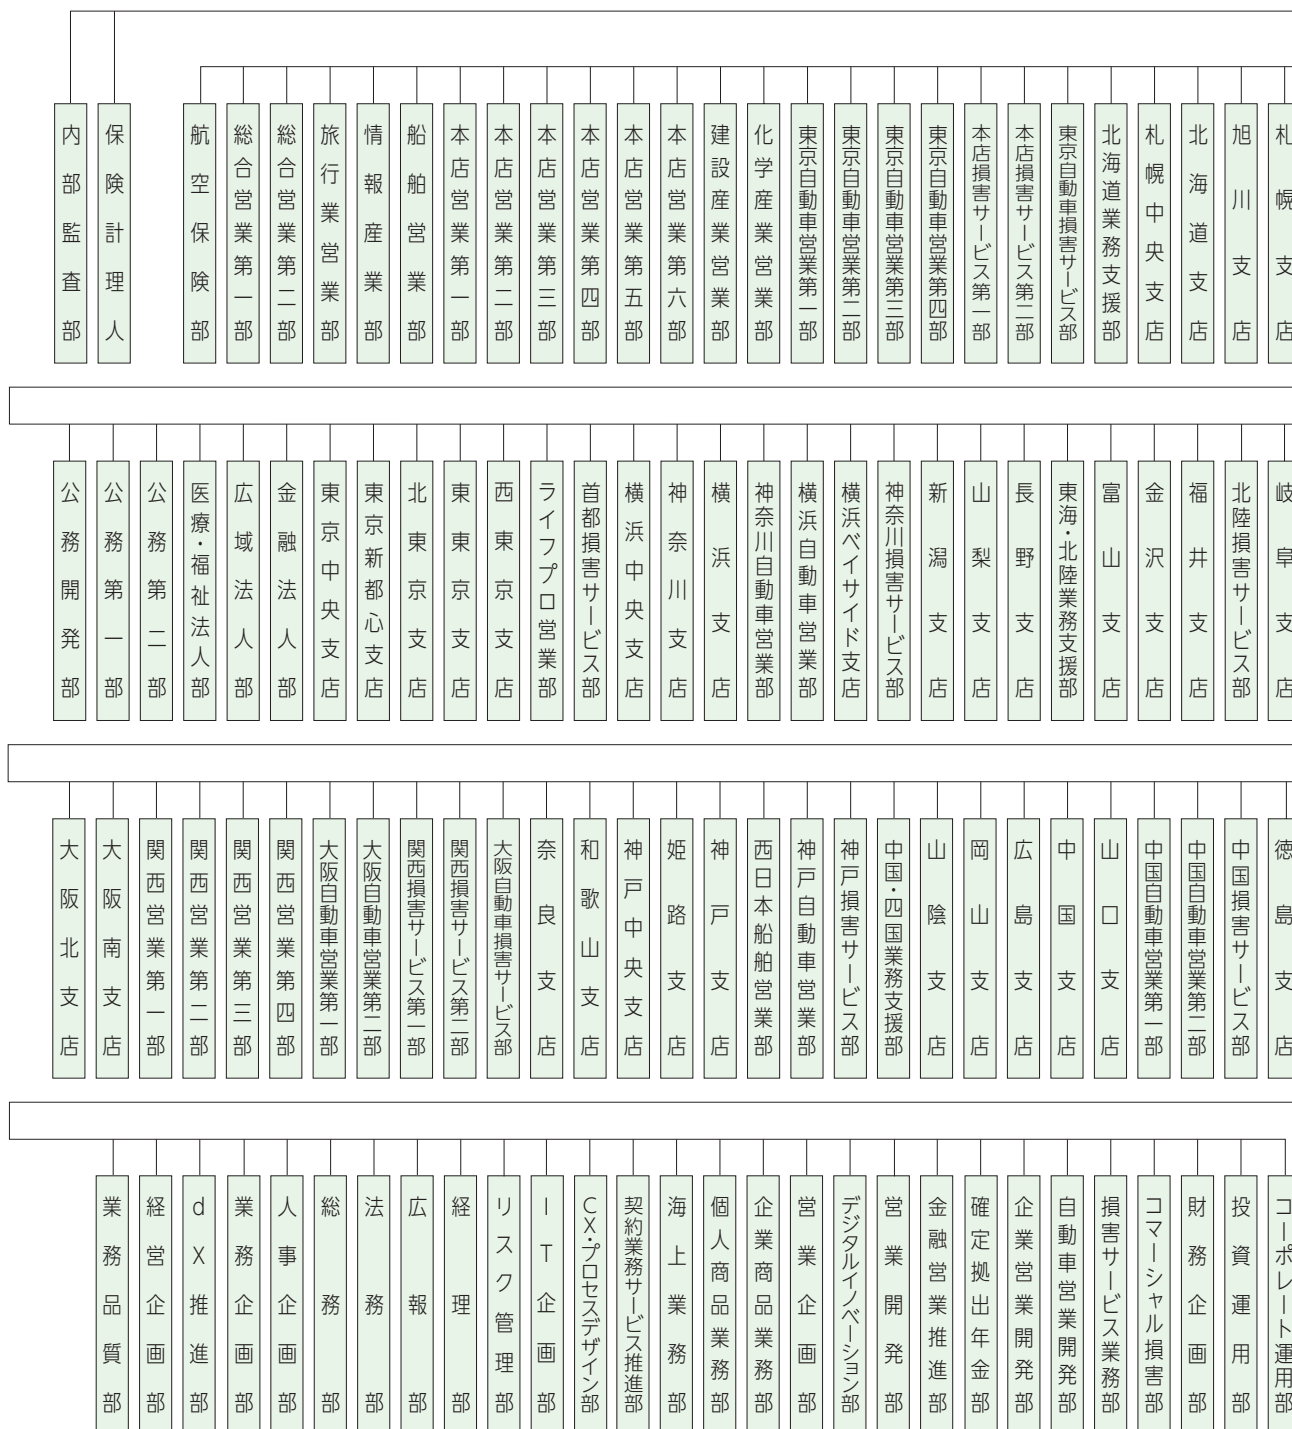 内部監査部
保険計理人
航空保険部
総合営業第一部
総合営業第二部
旅行業営業部
情報産業部
船舶営業部
本店営業第一部
本店営業第二部
本店営業第三部
本店営業第四部
本店営業第五部
本店営業第六部
建設産業営業部
化学産業営業部
東京自動車営業第一部
東京自動車営業第二部
東京自動車営業第三部
東京自動車営業第四部
本店損害サービス第一部
本店損害サービス第二部
東京自動車損害サービス部
北海道業務支援部
札幌中央支店
北海道支店
旭川支店
札幌支店
公務開発部
公務第一部
公務第二部
医療・福祉法人部
広域法人部
金融法人部
東京中央支店
東京新都心支店
北東京支店
東東京支店
西東京支店
ライフプロ営業部
首都損害サービス部
横浜中央支店
神奈川支店
横浜支店
神奈川自動車営業部
横浜自動車営業部
横浜ベイサイド支店
神奈川損害サービス部
新潟支店
山梨支店
長野支店
東海・北陸業務支援部
富山支店
金沢支店
福井支店
北陸損害サービス部
岐阜支店
大阪北支店
大阪南支店
関西営業第一部
関西営業第二部
関西営業第三部
関西営業第四部
大阪自動車営業第一部
大阪自動車営業第二部
関西損害サービス第一部
関西損害サービス第二部
大阪自動車損害サービス部
奈良支店
和歌山支店
神戸中央支店
姫路支店
神戸支店
西日本船舶営業部
神戸自動車営業部
神戸損害サービス部
中国・四国業務支援部
山陰支店
岡山支店
広島支店
中国支店
山口支店
中国自動車営業第一部
中国自動車営業第二部
中国損害サービス部
徳島支店
業務品質部
経営企画部
dX推進部
業務企画部
人事企画部
総務部
法務部
広報部
経理部
リスク管理部
IT企画部
CX・プロセスデザイン部
契約業務サービス推進部
海上業務部
個人商品業務部
企業商品業務部
営業企画部
デジタルイノベーション部
営業開発部
金融営業推進部
確定拠出年金部
企業営業開発部
自動車営業開発部
損害サービス業務部
コマーシャル損害部
財務企画部
投資運用部
コーポレート運用部